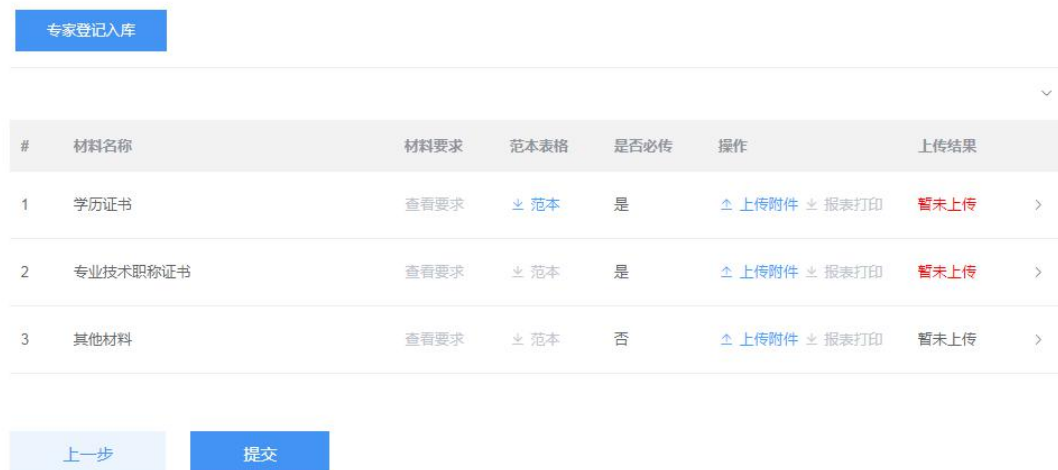 专家登记入库
# 材料名称 材料要求 范本表格 是否必传 操作 上传结果
1 学历证书 查看要求 范本 是 上传附件 报表打印 暂未上传
2 专业技术职称证书 查看要求 范本 是 上传附件 报表打印 暂未上传
3 其他材料 查看要求 范本 否 上传附件 报表打印 暂未上传
上一步 提交